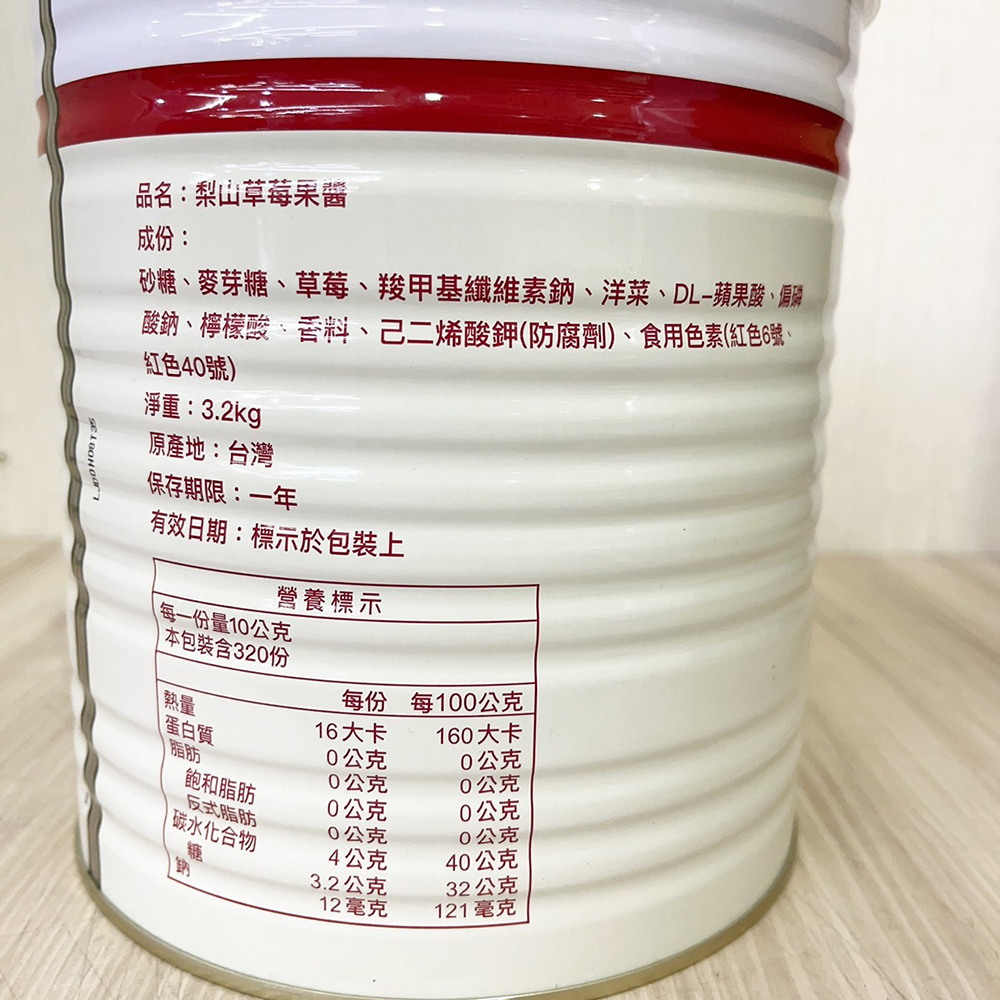 品名：梨山草莓果醬
成份：
砂糖、麥芽糖、草莓、羧甲基纖維素鈉、洋菜、DL-蘋果酸、偏磷
酸鈉、檸檬酸、香料、己二烯酸鉀(防腐劑)、食用色素(紅色6號、
紅色40號)
淨重：3.2kg
原產地：台灣
保存期限：一年
有效日期：標示於包裝上
營養標示
每一份量10公克
本包裝含320份
每份 每100公克
熱量 16大卡 160大卡
蛋白質 0公克 0公克
脂肪 0公克 0公克
飽和脂肪 0公克 0公克
反式脂肪 0公克 0公克
碳水化合物 4公克 40公克
糖 3.2公克 32公克
鈉 12毫克 121毫克